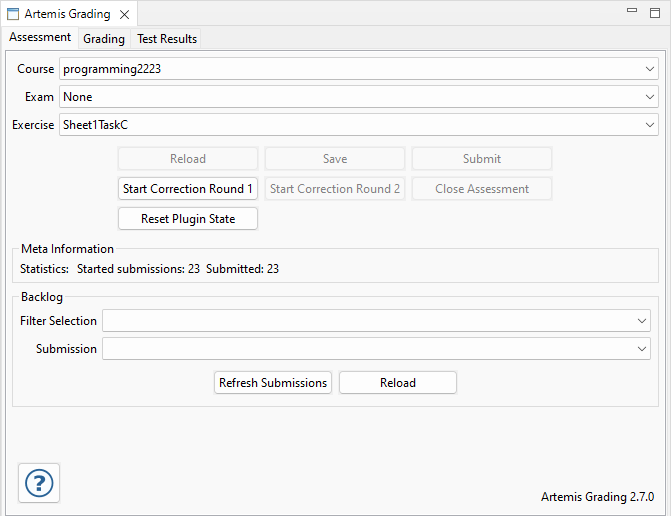 Artemis Grading
Assessment Grading Test Results
Course programming2223
Exam None
Exercise Sheet1TaskC
Reload Save Submit
Start Correction Round 1 Start Correction Round 2 Close Assessment
Reset Plugin State
Meta Information
Statistics: Started submissions: 23 Submitted: 23
Backlog
Filter Selection
Submission
Refresh Submissions Reload
?
Artemis Grading 2.7.0